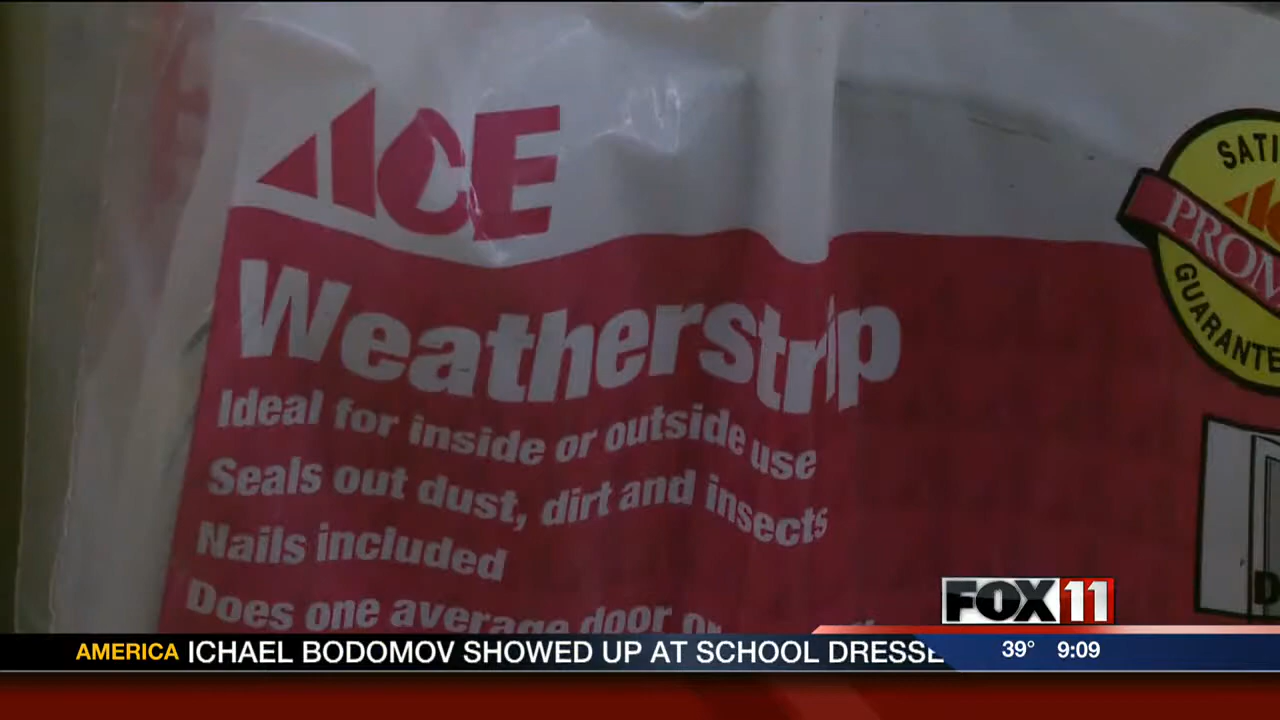 ACE
Weatherstrip
Ideal for inside or outside use
Seals out dust, dirt and insects
Nails included
Does one average door or
SATI
PROM
GUARANTE
D
FOX 11
AMERICA ICHAEL BODOMOV SHOWED UP AT SCHOOL DRESSE
39° 9:09